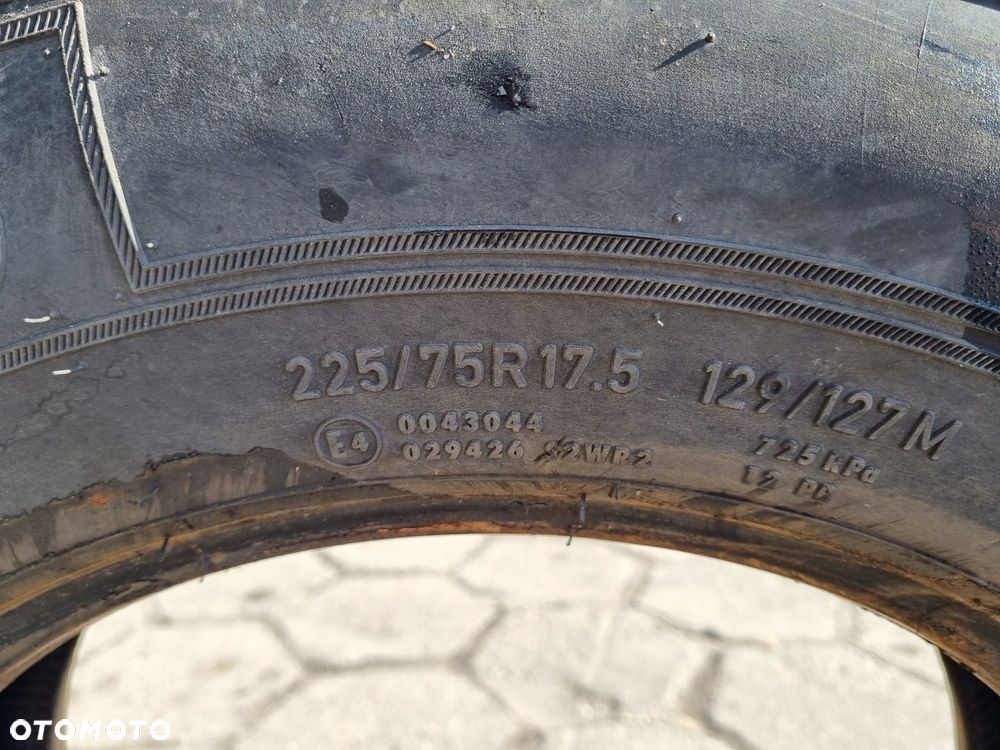 225/75R17.5 129/127M
E4 0043044 725 kPa
029426 S2WR2 12 PR
OTOMOTO